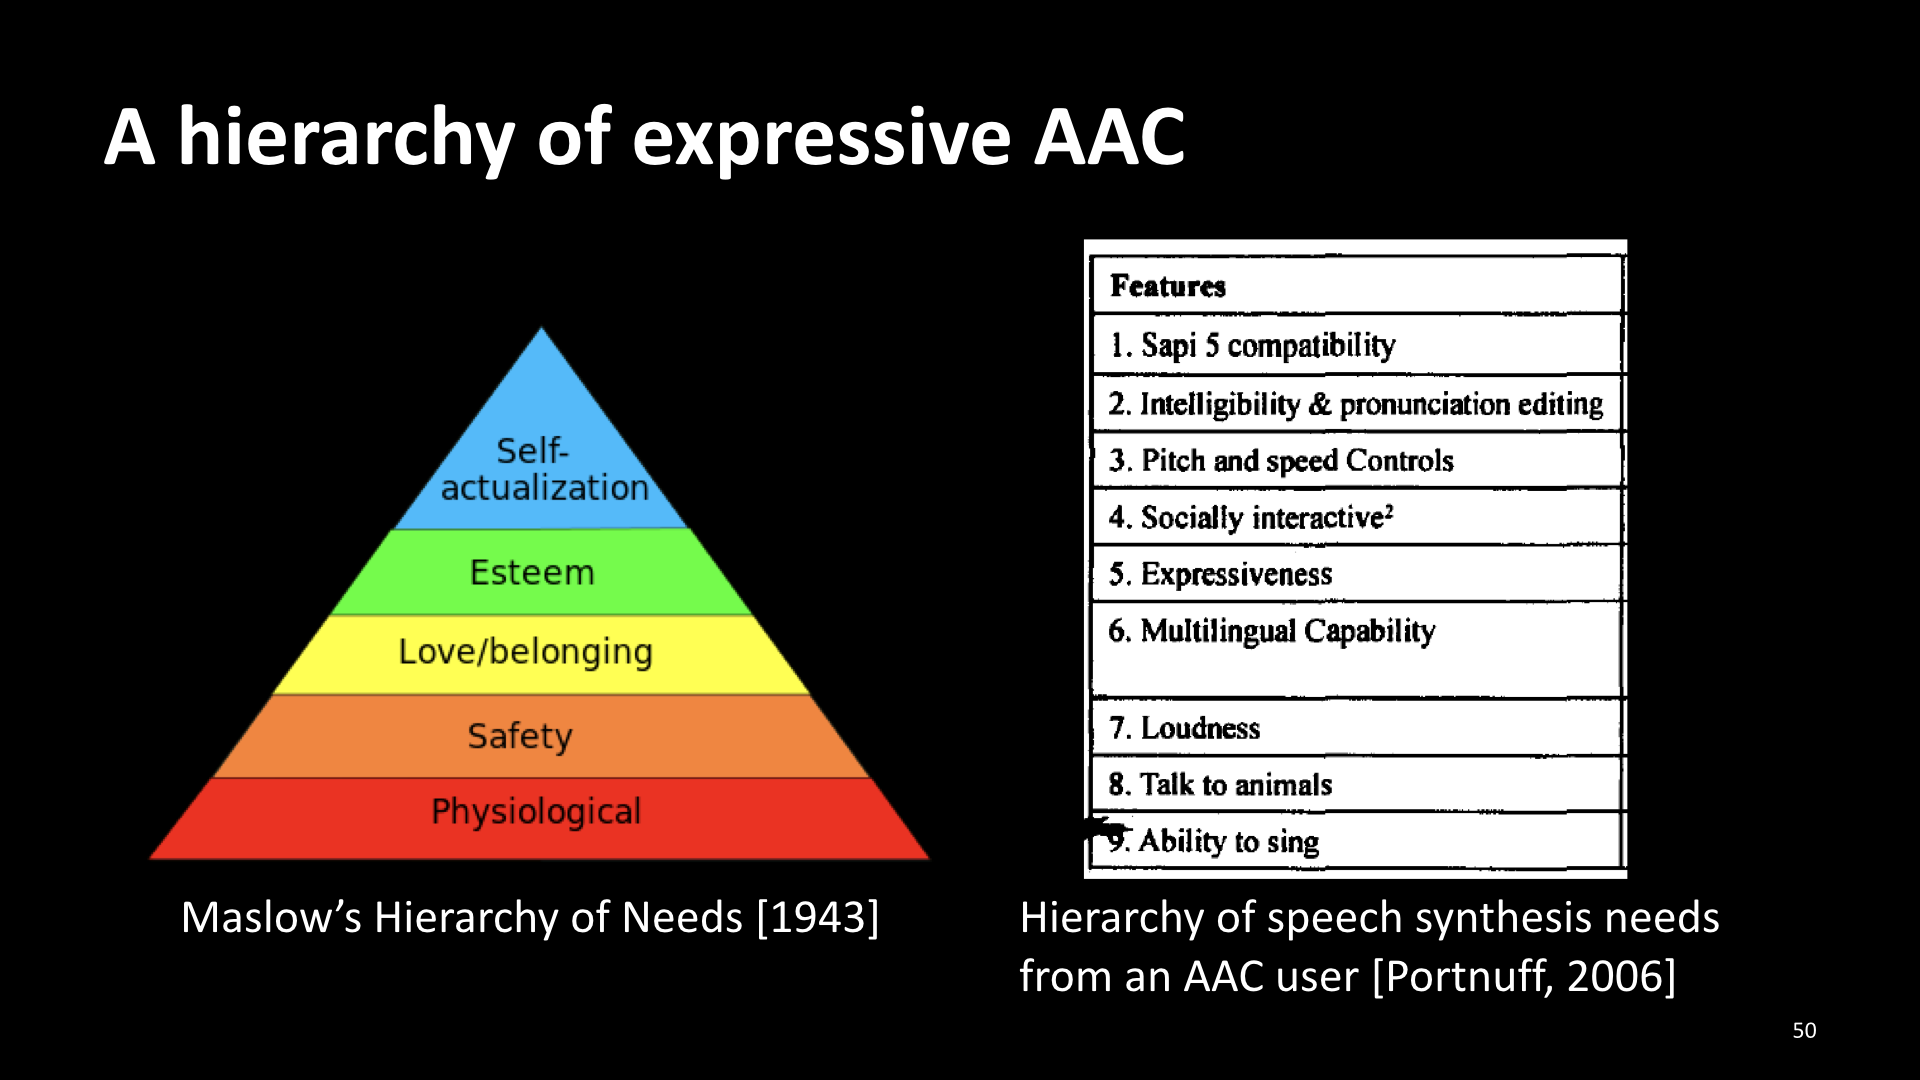 A hierarchy of expressive AAC
Self-
actualization
Esteem
Love/belonging
Safety
Physiological
Maslow’s Hierarchy of Needs [1943]
Features
1. Sapi 5 compatibility
2. Intelligibility & pronunciation editing
3. Pitch and speed Controls
4. Socially interactive²
5. Expressiveness
6. Multilingual Capability
7. Loudness
8. Talk to animals
9. Ability to sing
Hierarchy of speech synthesis needs
from an AAC user [Portnuff, 2006]
50